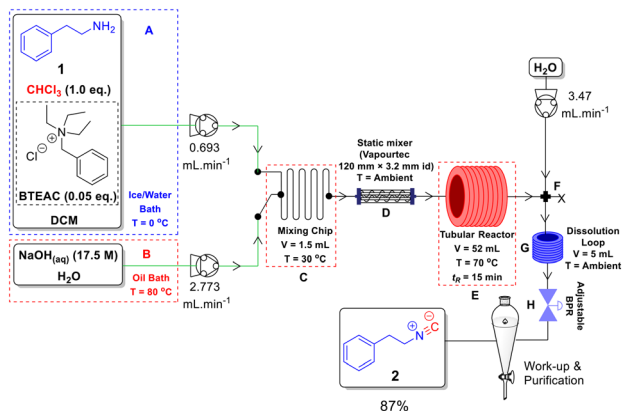 NH₂
A
1
CHCl₃ (1.0 eq.)
N
+
Cl⊖
BTEAC (0.05 eq.)
DCM
Ice/Water
Bath
T = 0 °C
0.693
mL.min⁻¹
NaOH(aq) (17.5 M)
H₂O
B
Oil Bath
T = 80 °C
2.773
mL.min⁻¹
Mixing Chip
V = 1.5 mL
T = 30 °C
C
Static mixer
(Vapourtec
120 mm × 3.2 mm id)
T = Ambient
D
Tubular Reactor
V = 52 mL
T = 70 °C
tR = 15 min
E
H₂O
3.47
mL.min⁻¹
F
X
G
Dissolution
Loop
V = 5 mL
T = Ambient
H
Adjustable
BPR
Work-up &
Purification
⊕ ⊖
N≡C
2
87%